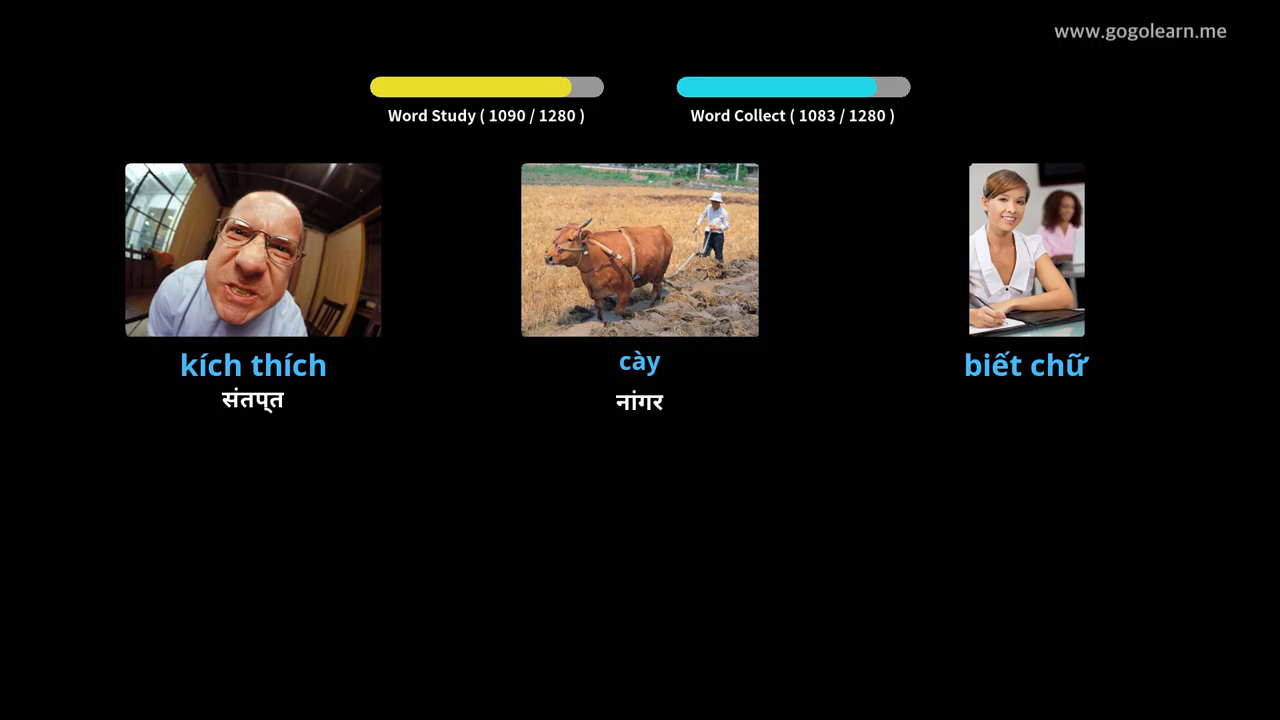 www.gogolearn.me
Word Study ( 1090 / 1280 )
Word Collect ( 1083 / 1280 )
kích thích
संतप्‌त
cày
नांगर
biết chữ